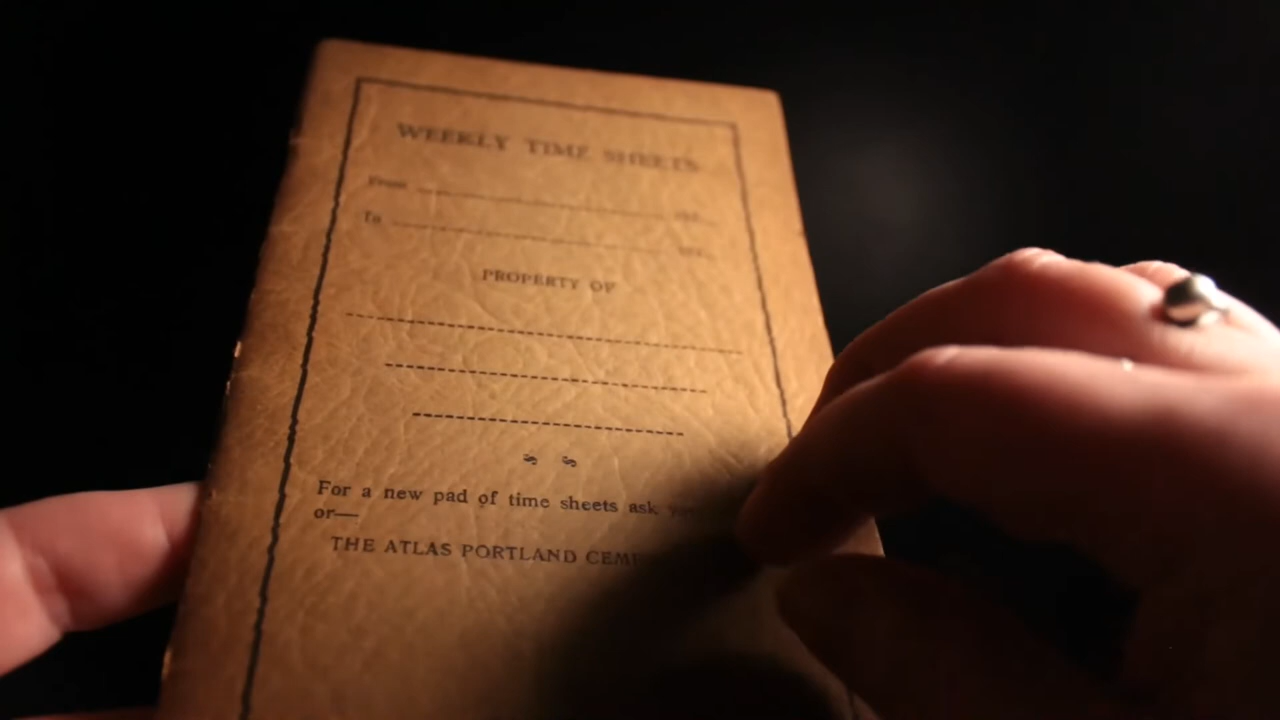 WEEKLY TIME SHEETS
From
To
PROPERTY OF
For a new pad of time sheets ask
or—
THE ATLAS PORTLAND